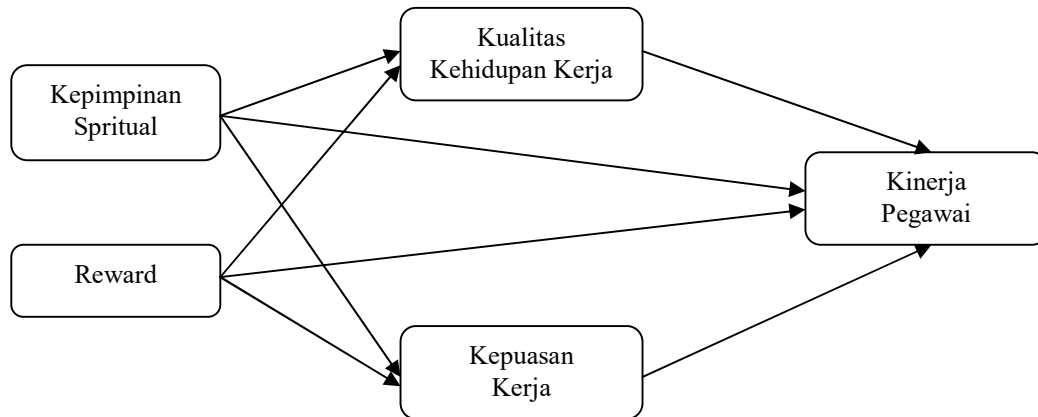 Kualitas
Kehidupan Kerja
Kepimpinan
Spritual
Kinerja
Pegawai
Reward
Kepuasan
Kerja